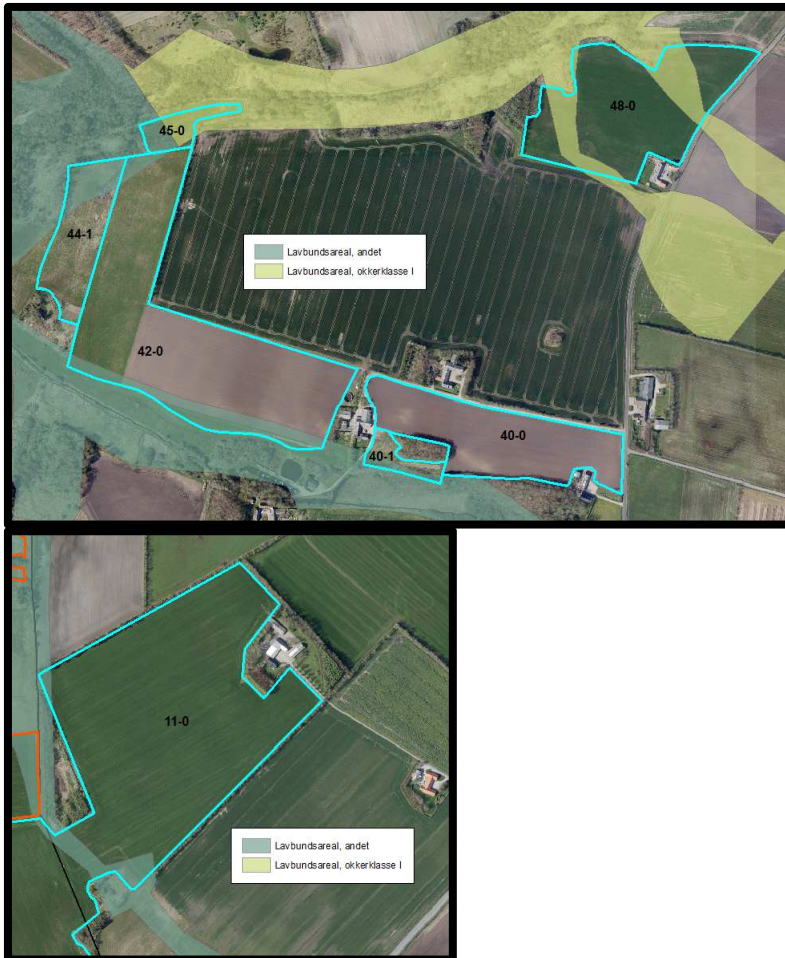 48-0
45-0
44-1
Lavbundsareal, andet
Lavbundsareal, okkerklasse I
42-0
40-0
40-1
11-0
Lavbundsareal, andet
Lavbundsareal, okkerklasse I